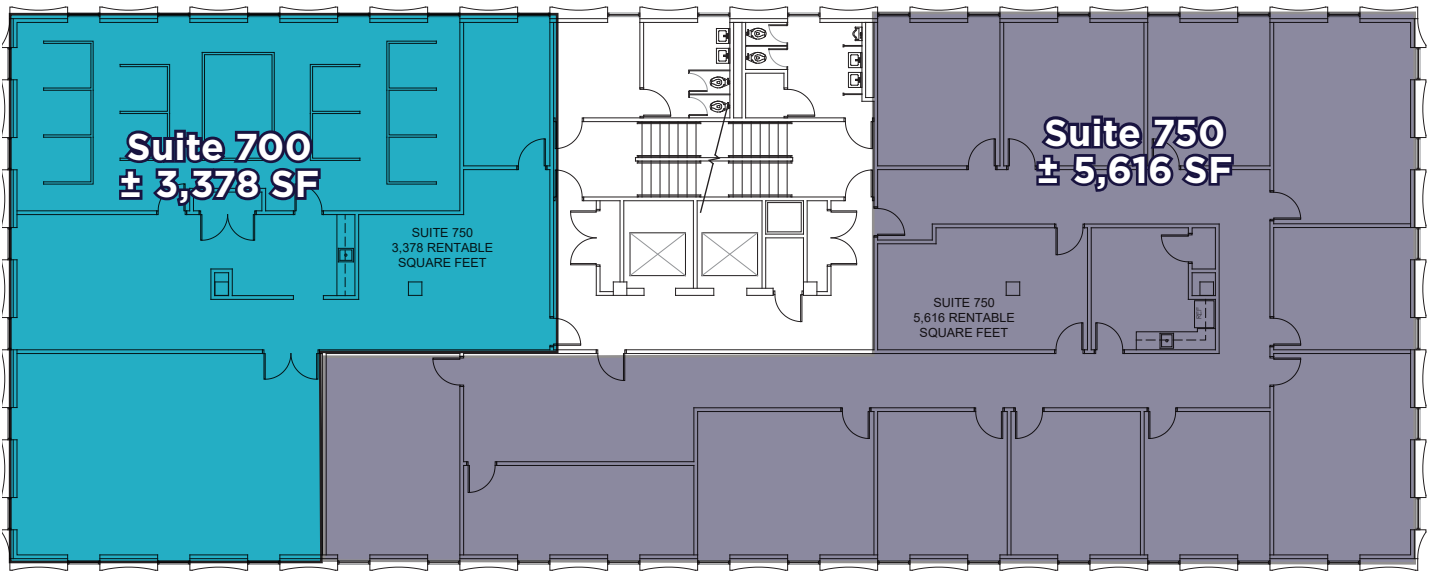 Suite 700
± 3,378 SF
SUITE 750
3,378 RENTABLE
SQUARE FEET
Suite 750
± 5,616 SF
SUITE 750
5,616 RENTABLE
SQUARE FEET
REF